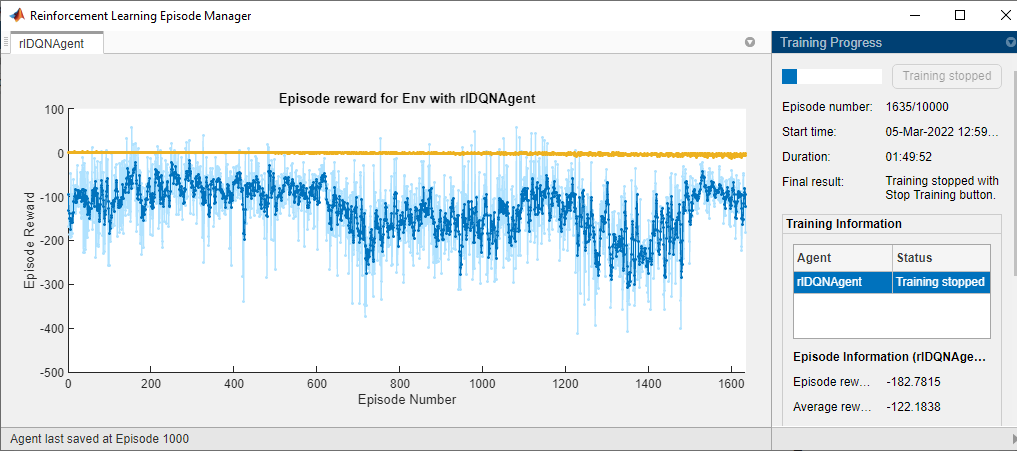 Reinforcement Learning Episode Manager
rlDQNAgent
Episode reward for Env with rlDQNAgent
100
0
-100
-200
-300
-400
-500
Episode Reward
0
200
400
600
800
1000
1200
1400
1600
Episode Number
Agent last saved at Episode 1000
Training Progress
Training stopped
Episode number: 1635/10000
Start time: 05-Mar-2022 12:59...
Duration: 01:49:52
Final result: Training stopped with
Stop Training button.
Training Information
Agent Status
rlDQNAgent Training stopped
Episode Information (rlDQNAge...
Episode rew... -182.7815
Average rew... -122.1838